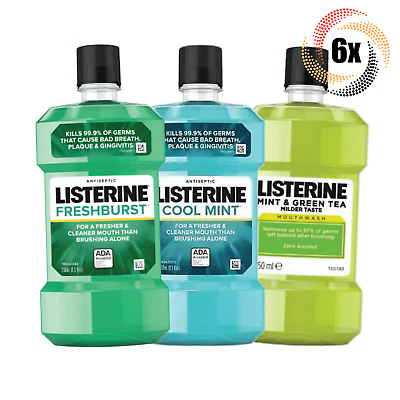 6x
KILLS 99.9% OF GERMS
THAT CAUSE BAD BREATH,
PLAQUE & GINGIVITIS
ANTISEPTIC
LISTERINE
FRESHBURST
FOR A FRESHER &
CLEANER MOUTH THAN
BRUSHING ALONE
ADA
Accepted
KILLS 99.9% OF GERMS
THAT CAUSE BAD BREATH,
PLAQUE & GINGIVITIS
ANTISEPTIC
LISTERINE
COOL MINT
FOR A FRESHER &
CLEANER MOUTH THAN
BRUSHING ALONE
ADA
Accepted
LISTERINE
MINT & GREEN TEA
MILDER TASTE
MOUTHWASH
Removes up to 97% of germs
left behind after brushing
Zero Alcohol
50 ml e